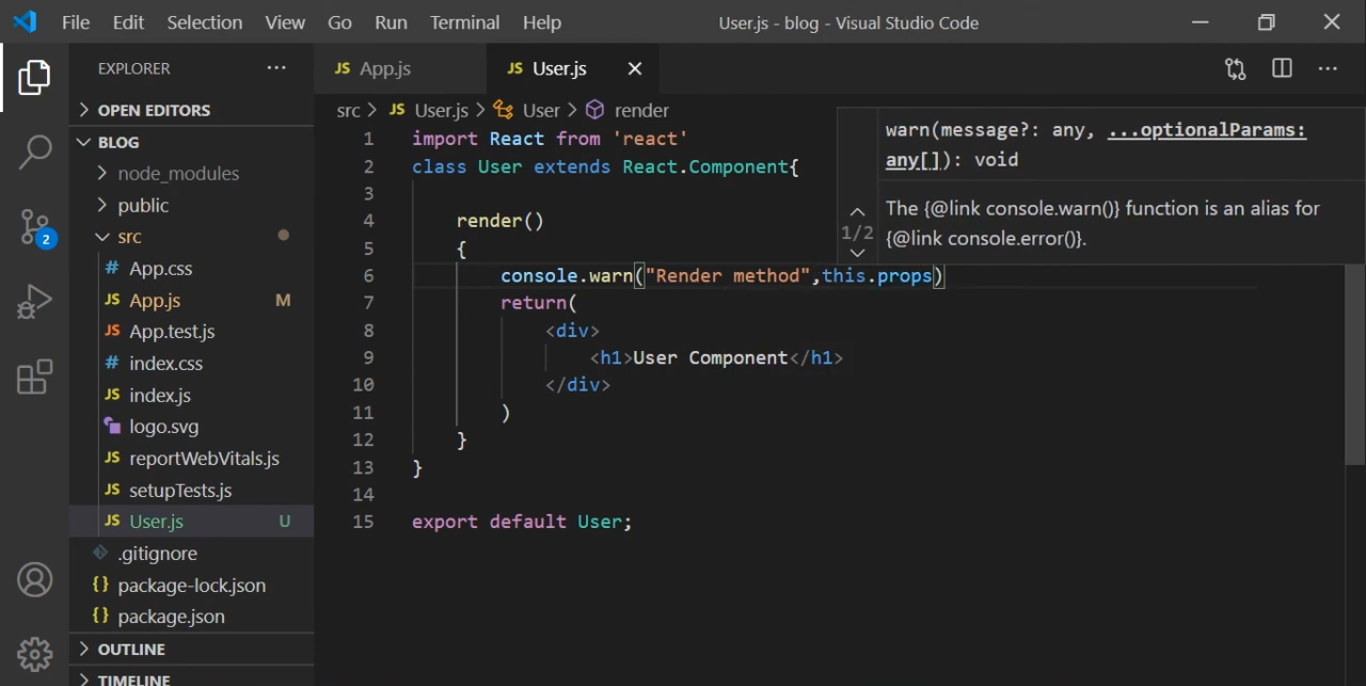 File Edit Selection View Go Run Terminal Help User.js - blog - Visual Studio Code
EXPLORER ...
OPEN EDITORS
BLOG
node_modules
public
src
# App.css
JS App.js M
JS App.test.js
# index.css
JS index.js
logo.svg
JS reportWebVitals.js
JS setupTests.js
JS User.js U
.gitignore
{} package-lock.json
{} package.json
OUTLINE
TIMELINE
2
JS App.js JS User.js
src > JS User.js > User > render
1 import React from 'react'
2 class User extends React.Component{
3
4 render()
5 {
6 console.warn("Render method",this.props)
7 return(
8 <div>
9 <h1>User Component</h1>
10 </div>
11 )
12 }
13 }
14
15 export default User;
warn(message?: any, ...optionalParams:
any[]): void
1/2
The {@link console.warn()} function is an alias for
{@link console.error()}.